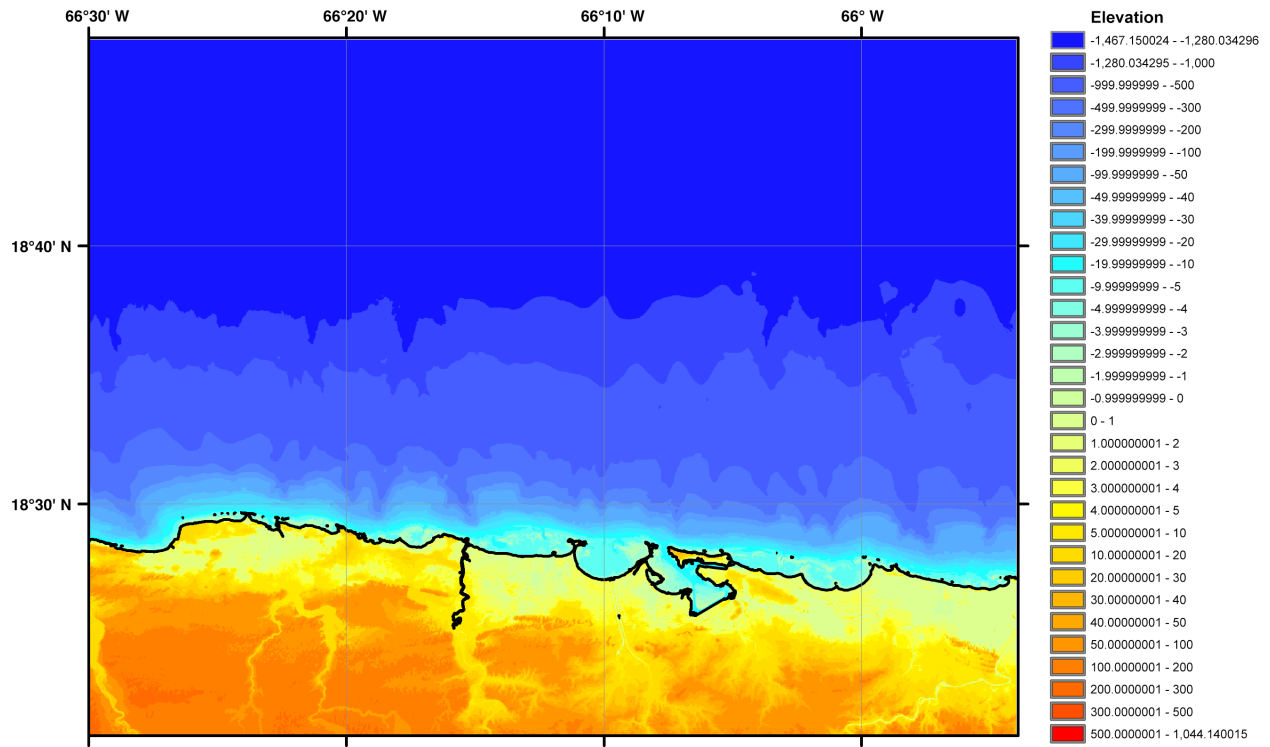 66°30' W
66°20' W
66°10' W
66° W
18°40' N
18°30' N
Elevation
-1,467.150024 - -1,280.034296
-1,280.034295 - -1,000
-999.999999 - -500
-499.9999999 - -300
-299.9999999 - -200
-199.9999999 - -100
-99.9999999 - -50
-49.99999999 - -40
-39.99999999 - -30
-29.99999999 - -20
-19.99999999 - -10
-9.99999999 - -5
-4.999999999 - -4
-3.999999999 - -3
-2.999999999 - -2
-1.999999999 - -1
-0.999999999 - 0
0 - 1
1.000000001 - 2
2.000000001 - 3
3.000000001 - 4
4.000000001 - 5
5.000000001 - 10
10.00000001 - 20
20.00000001 - 30
30.00000001 - 40
40.00000001 - 50
50.00000001 - 100
100.0000001 - 200
200.0000001 - 300
300.0000001 - 500
500.0000001 - 1,044.140015